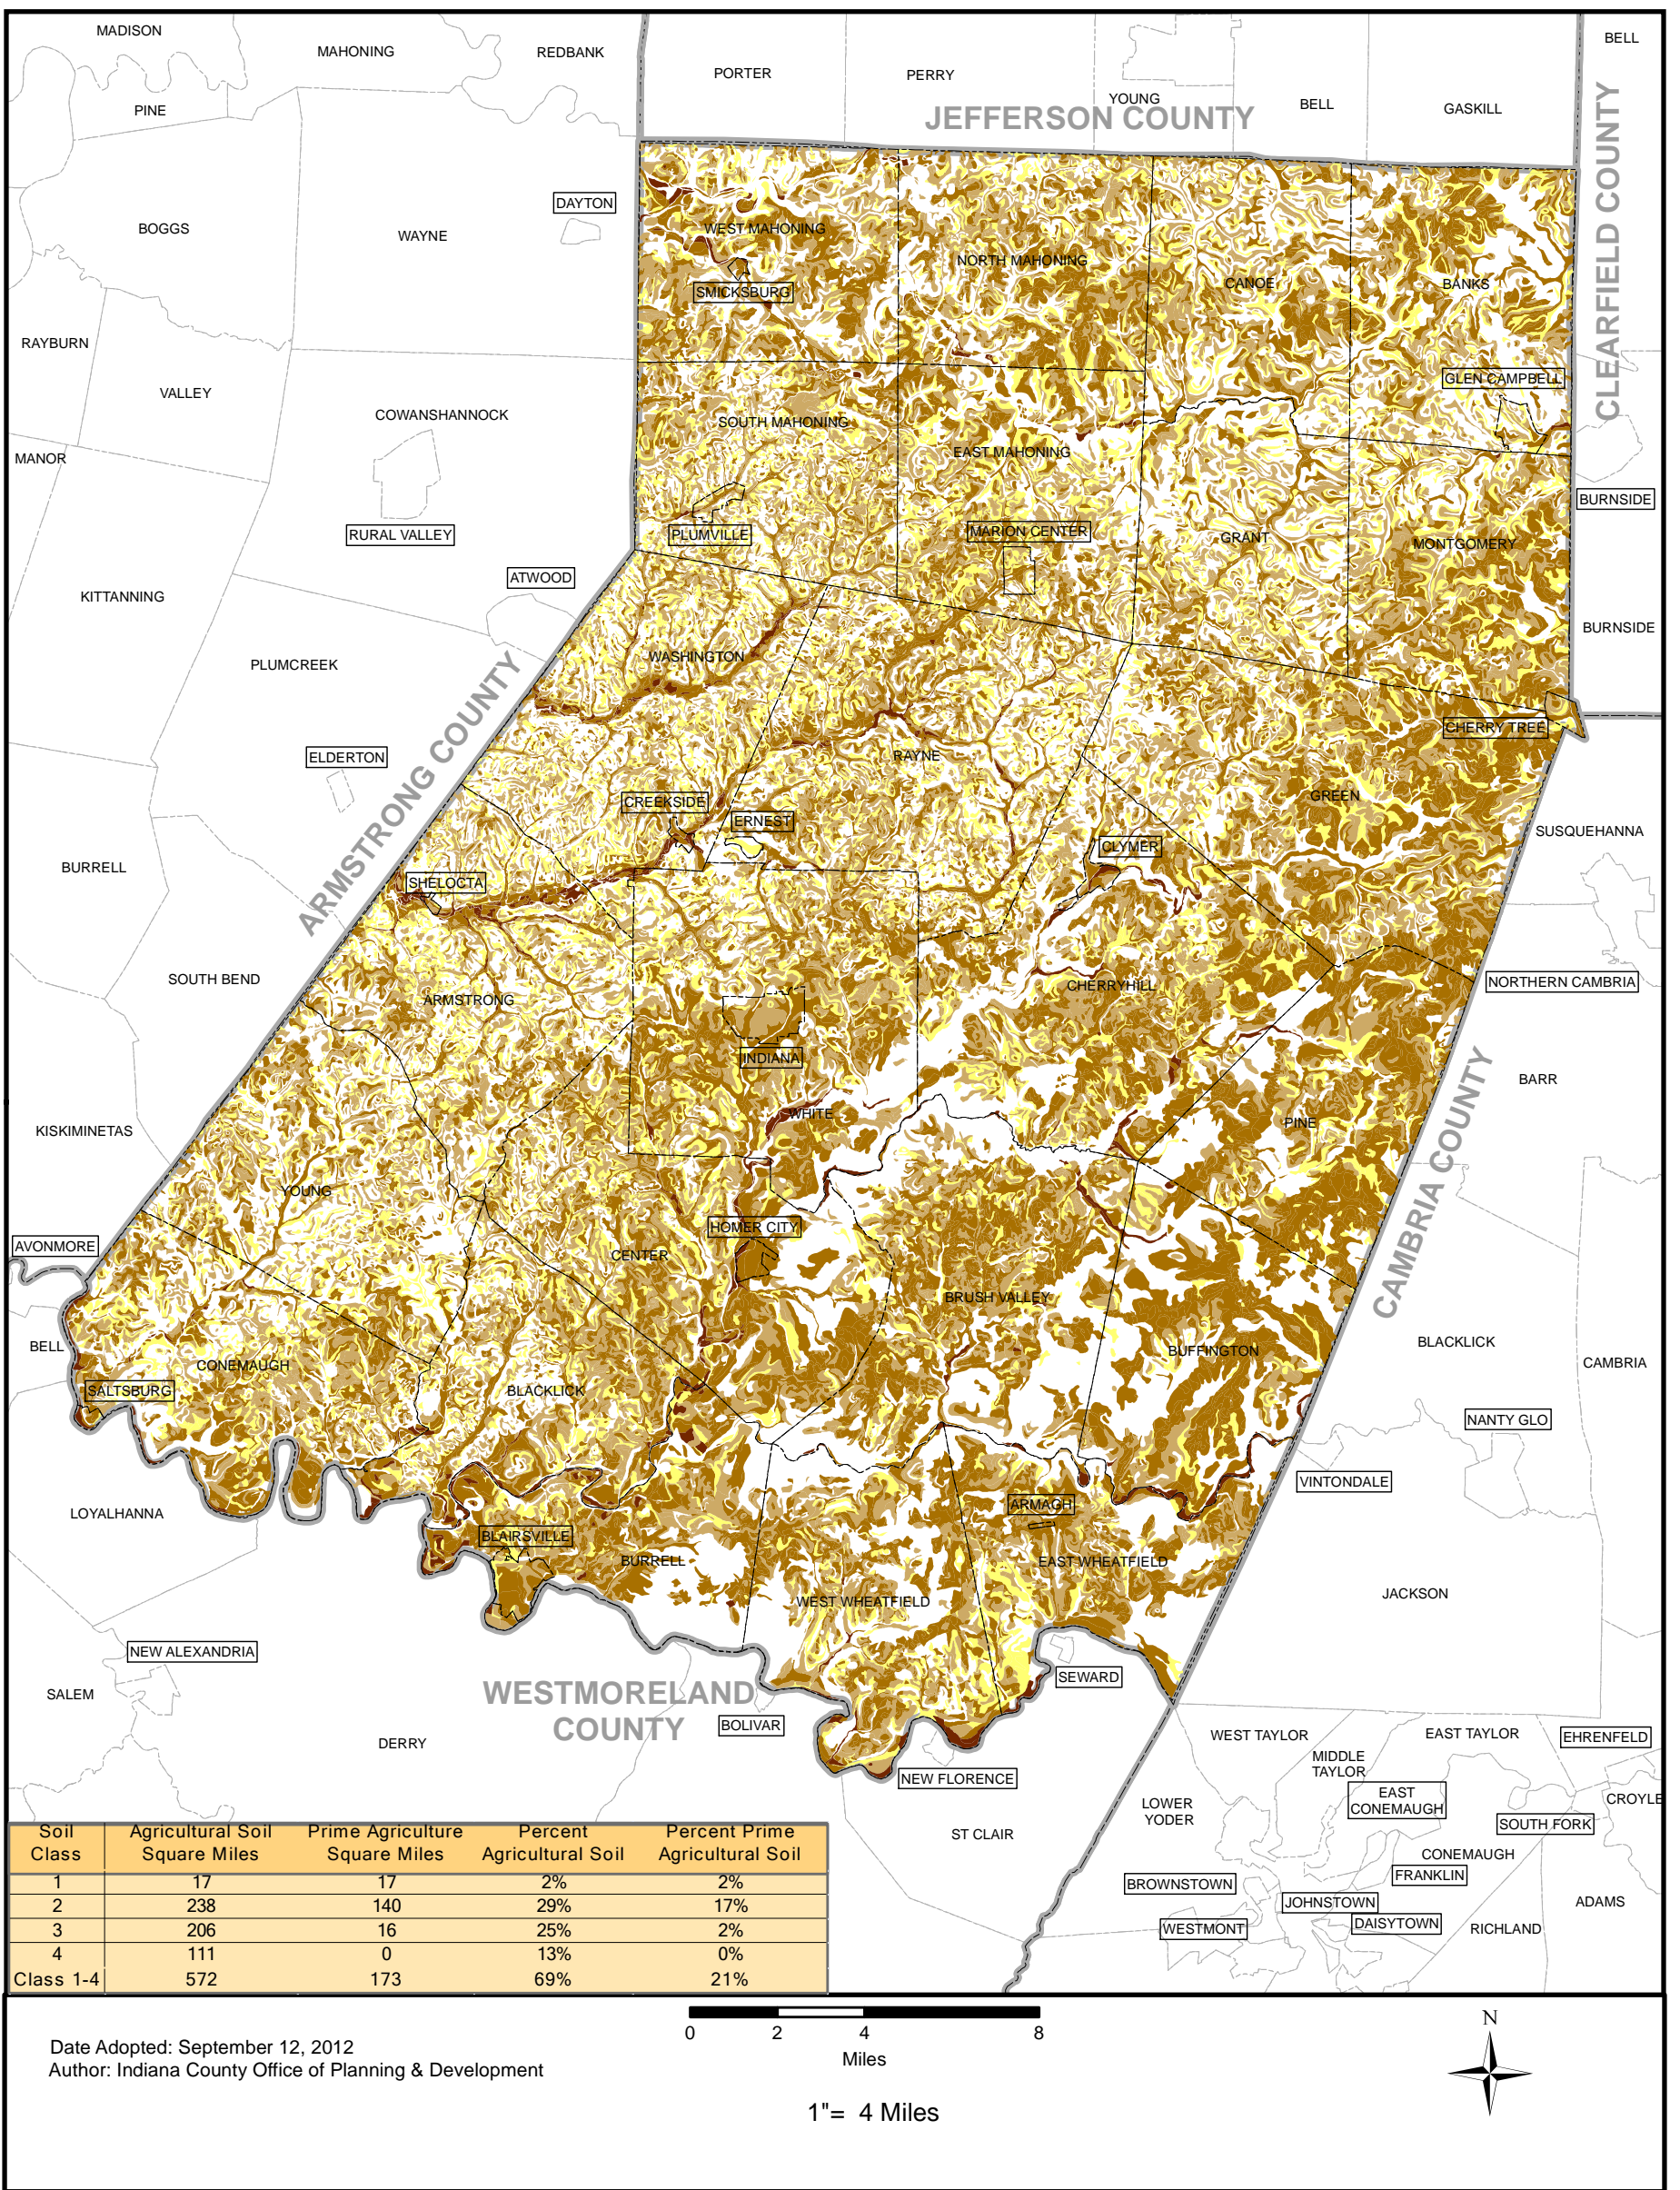 MADISON
MAHONING
REDBANK
PORTER
PERRY
YOUNG
BELL
GASKILL
BELL
PINE
JEFFERSON COUNTY
CLEARFIELD COUNTY
DAYTON
BOGGS
WAYNE
WEST MAHONING
NORTH MAHONING
CANOE
BANKS
SMICKSBURG
RAYBURN
VALLEY
GLEN CAMPBELL
COWANSHANNOCK
SOUTH MAHONING
EAST MAHONING
MANOR
BURNSIDE
RURAL VALLEY
PLUMVILLE
MARION CENTER
GRANT
MONTGOMERY
ATWOOD
KITTANNING
BURNSIDE
PLUMCREEK
WASHINGTON
ARMSTRONG COUNTY
CHERRY TREE
ELDERTON
RAYNE
GREEN
CREEKSIDE
ERNEST
SUSQUEHANNA
CLYMER
BURRELL
SHELOCTA
SOUTH BEND
ARMSTRONG
CHERRYHILL
NORTHERN CAMBRIA
INDIANA
BARR
WHITE
PINE
KISKIMINETAS
CAMBRIA COUNTY
YOUNG
HOMER CITY
AVONMORE
CENTER
BRUSH VALLEY
BELL
BUFFINGTON
BLACKLICK
CAMBRIA
CONEMAUGH
SALTSBURG
BLACKLICK
NANTY GLO
VINTONDALE
LOYALHANNA
ARMAGH
BLAIRSVILLE
BURRELL
EAST WHEATFIELD
JACKSON
WEST WHEATFIELD
NEW ALEXANDRIA
SEWARD
SALEM
WESTMORELAND
COUNTY
BOLIVAR
DERRY
WEST TAYLOR
EAST TAYLOR
EHRENFELD
MIDDLE
TAYLOR
NEW FLORENCE
EAST
CONEMAUGH
CROYLE
LOWER
YODER
SOUTH FORK
ST CLAIR
CONEMAUGH
FRANKLIN
BROWNSTOWN
JOHNSTOWN
ADAMS
DAISYTOWN
WESTMONT
RICHLAND
Soil Agricultural Soil Prime Agriculture Percent Percent Prime
Class Square Miles Square Miles Agricultural Soil Agricultural Soil
1 17 17 2% 2%
2 238 140 29% 17%
3 206 16 25% 2%
4 111 0 13% 0%
Class 1-4 572 173 69% 21%
0 2 4 8
Miles
1"= 4 Miles
N
Date Adopted: September 12, 2012
Author: Indiana County Office of Planning & Development